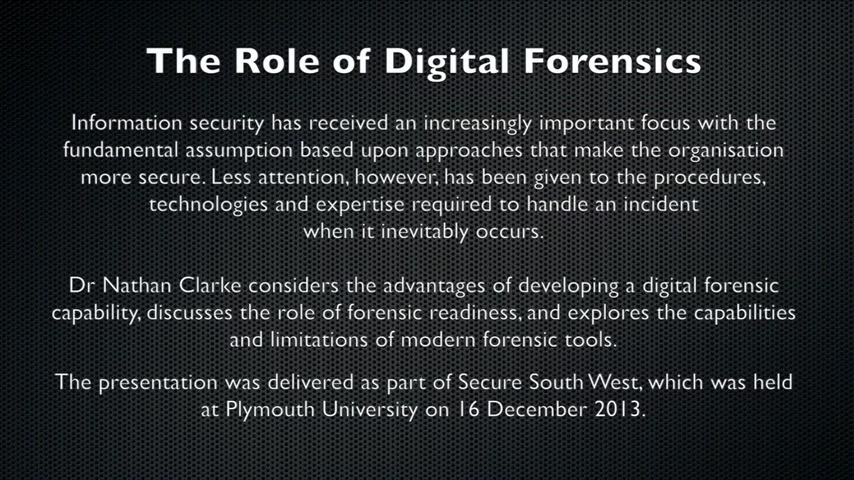 The Role of Digital Forensics
Information security has received an increasingly important focus with the
fundamental assumption based upon approaches that make the organisation
more secure. Less attention, however, has been given to the procedures,
technologies and expertise required to handle an incident
when it inevitably occurs.
Dr Nathan Clarke considers the advantages of developing a digital forensic
capability, discusses the role of forensic readiness, and explores the capabilities
and limitations of modern forensic tools.
The presentation was delivered as part of Secure South West, which was held
at Plymouth University on 16 December 2013.